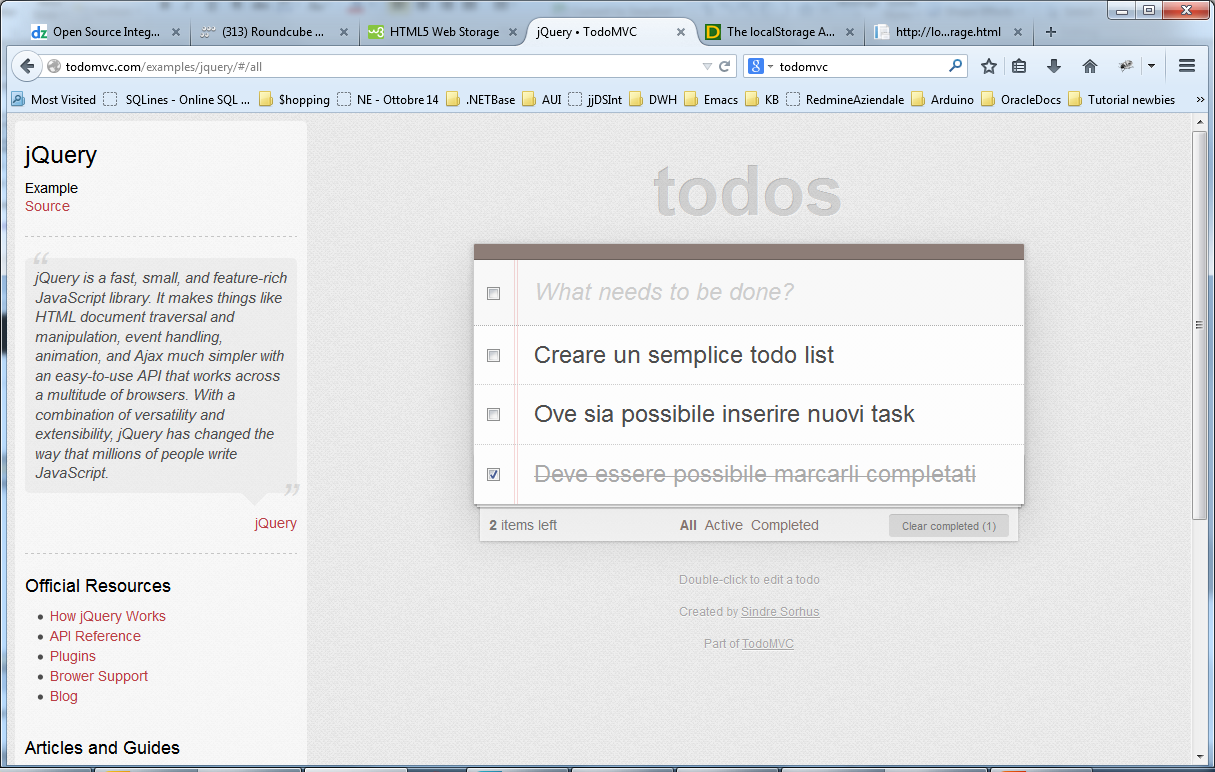 Open Source Integ...
(313) Roundcube ...
HTML5 Web Storage
jQuery • TodoMVC
The localStorage A...
http://lo...rage.html
todomvc.com/examples/jquery/#/all
todomvc
Most Visited
SQLines - Online SQL ...
$hopping
NE - Ottobre 14
.NETBase
AUI
jjDSInt
DWH
Emacs
KB
RedmineAziendale
Arduino
OracleDocs
Tutorial newbies
»
jQuery
Example
Source
“
jQuery is a fast, small, and feature-rich
JavaScript library. It makes things like
HTML document traversal and
manipulation, event handling,
animation, and Ajax much simpler with
an easy-to-use API that works across
a multitude of browsers. With a
combination of versatility and
extensibility, jQuery has changed the
way that millions of people write
JavaScript.
”
jQuery
Official Resources
How jQuery Works
API Reference
Plugins
Brower Support
Blog
Articles and Guides
todos
What needs to be done?
Creare un semplice todo list
Ove sia possibile inserire nuovi task
Deve essere possibile marcarli completati
2 items left
All Active Completed
Clear completed (1)
Double-click to edit a todo
Created by Sindre Sorhus
Part of TodoMVC